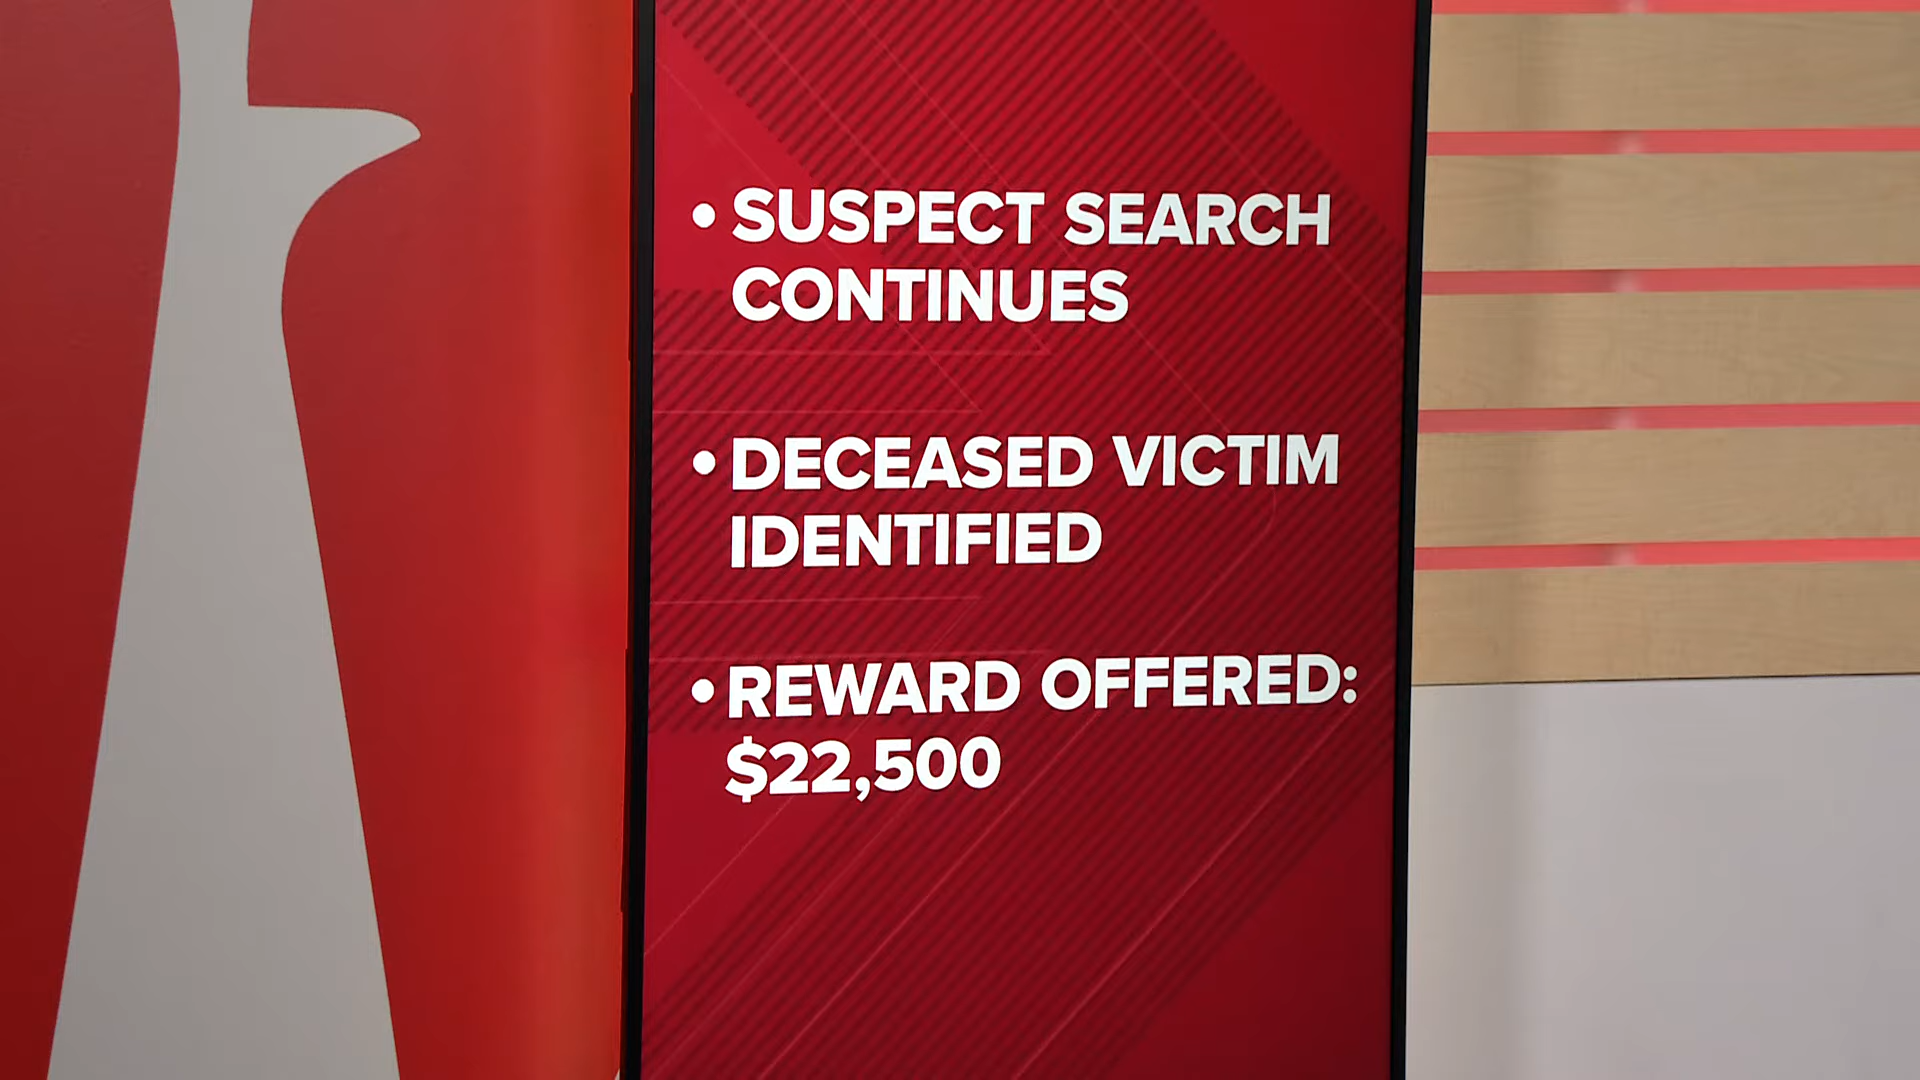 • SUSPECT SEARCH
CONTINUES
• DECEASED VICTIM
IDENTIFIED
• REWARD OFFERED:
$22,500